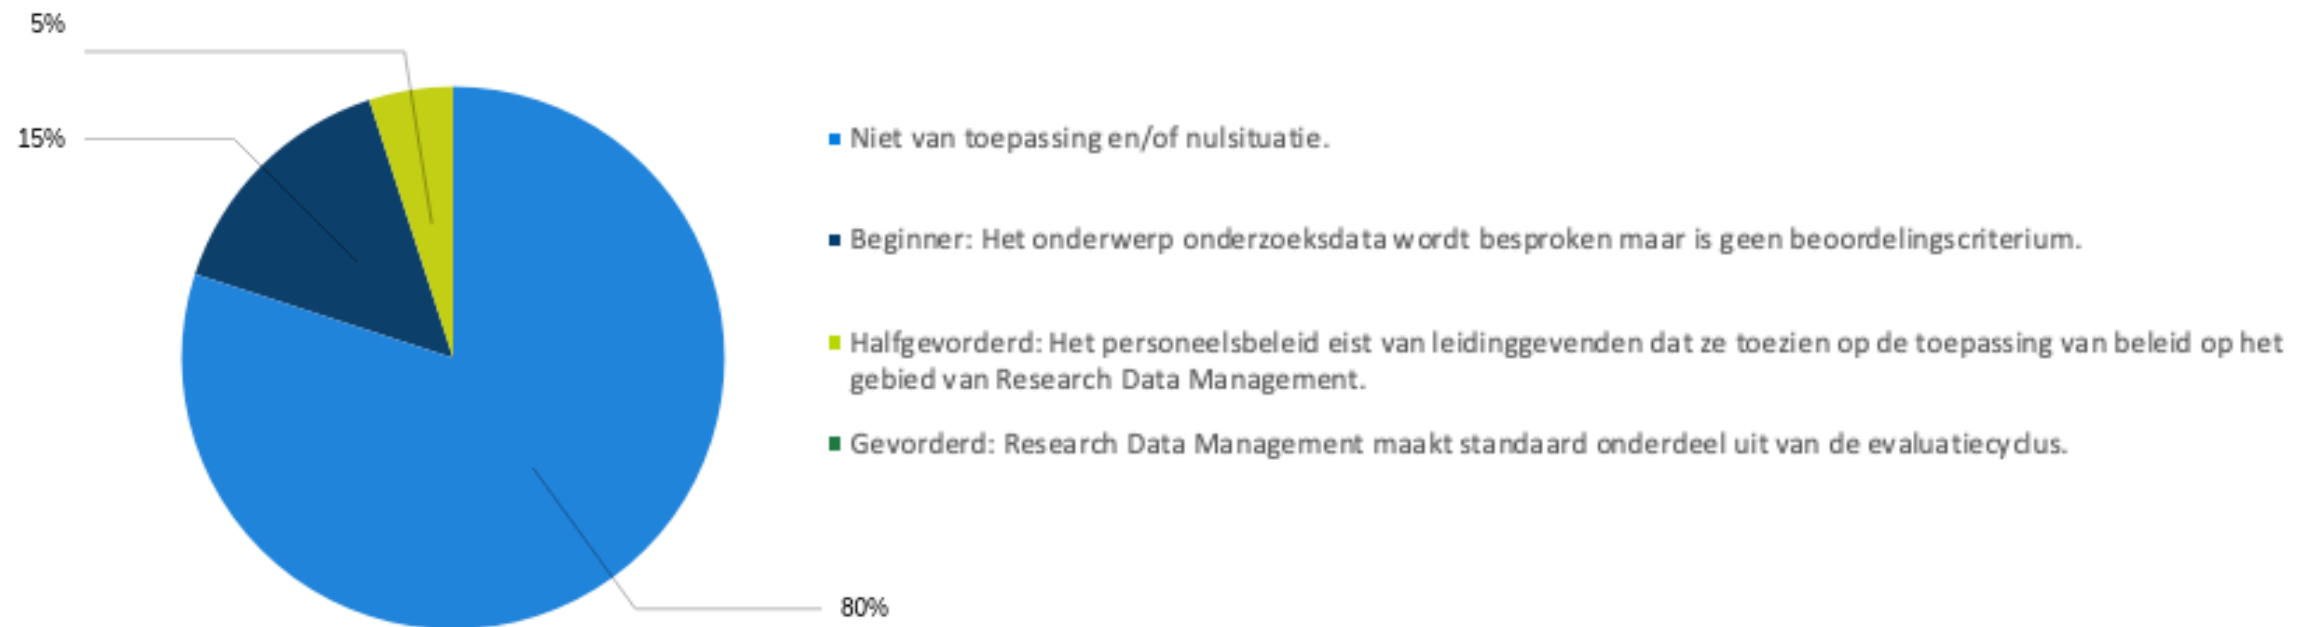 5%
15%
Niet van toepassing en/of nulsituatie.
Beginner: Het onderwerp onderzoeksdata wordt besproken maar is geen beoordelingscriterium.
Halfgevorderd: Het personeelsbeleid eist van leidinggevenden dat ze toezien op de toepassing van beleid op het
gebied van Research Data Management.
Gevorderd: Research Data Management maakt standaard onderdeel uit van de evaluatiecyclus.
80%